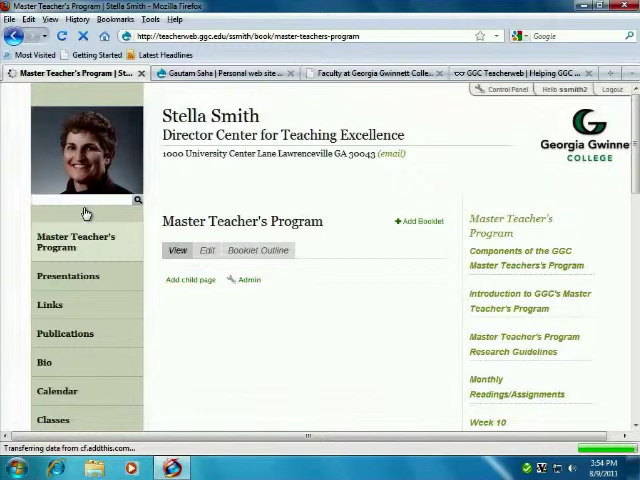 Master Teacher's Program | Stella Smith - Mozilla Firefox
File Edit View History Bookmarks Tools Help
http://teacherweb.ggc.edu/ssmith/book/master-teachers-program
Google
Most Visited Getting Started Latest Headlines
Master Teacher's Program | St...
Gautam Saha | Personal web site ...
Faculty at Georgia Gwinnett Colle...
GGC Teacherweb | Helping GGC ...
Control Panel Hello ssmith2 Logout
Stella Smith
Director Center for Teaching Excellence
1000 University Center Lane Lawrenceville GA 30043 (email)
Georgia Gwinne
COLLEGE
Master Teacher's Program
Presentations
Links
Publications
Bio
Calendar
Classes
Master Teacher's Program
Add Booklet
View Edit Booklet Outline
Add child page Admin
Master Teacher's
Program
Components of the GGC
Master Teachers's Program
Introduction to GGC's Master
Teacher's Program
Master Teacher's Program
Research Guidelines
Monthly
Readings/Assignments
Week 10
Transferring data from cf.addthis.com...
3:54 PM
8/9/2011